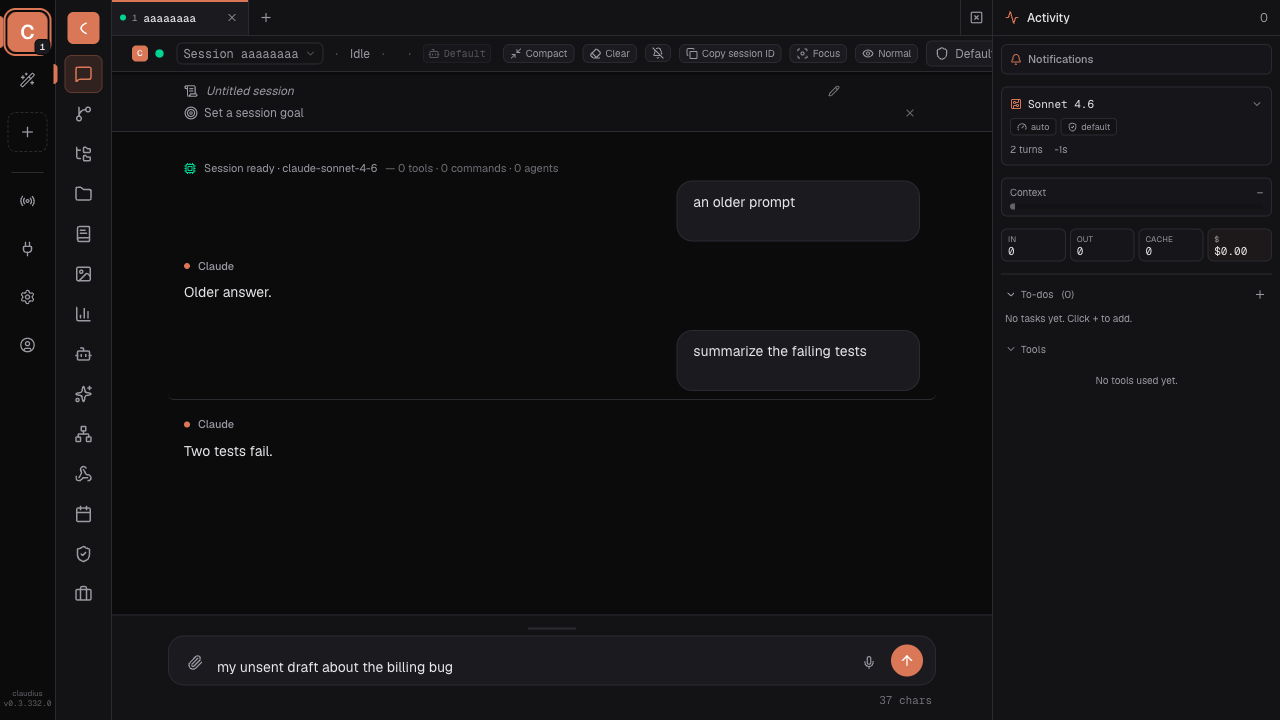 C
1
claudius
v0.3.332.0
1 aaaaaaaa
C Session aaaaaaaa · Idle · · Default Compact Clear Copy session ID Focus Normal Defaul
Untitled session
Set a session goal
Session ready · claude-sonnet-4-6 — 0 tools · 0 commands · 0 agents
an older prompt
Claude
Older answer.
summarize the failing tests
Claude
Two tests fail.
my unsent draft about the billing bug
37 chars
Activity 0
Notifications
Sonnet 4.6
auto default
2 turns -1s
Context –
IN OUT CACHE $
0 0 0 $0.00
To-dos (0)
No tasks yet. Click + to add.
Tools
No tools used yet.